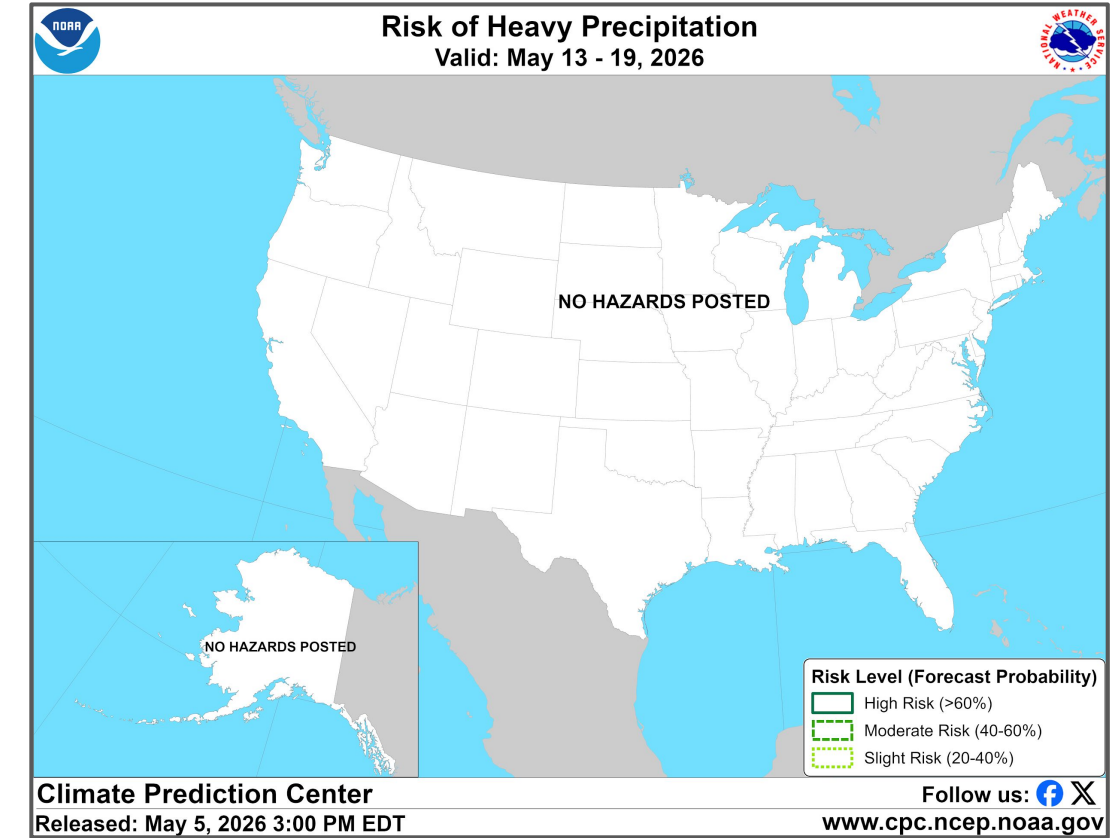 NOAA
Risk of Heavy Precipitation
Valid: May 13 - 19, 2026
NATIONAL WEATHER SERVICE
NO HAZARDS POSTED
NO HAZARDS POSTED
Risk Level (Forecast Probability)
High Risk (>60%)
Moderate Risk (40-60%)
Slight Risk (20-40%)
Climate Prediction Center
Follow us:
Released: May 5, 2026 3:00 PM EDT
www.cpc.ncep.noaa.gov